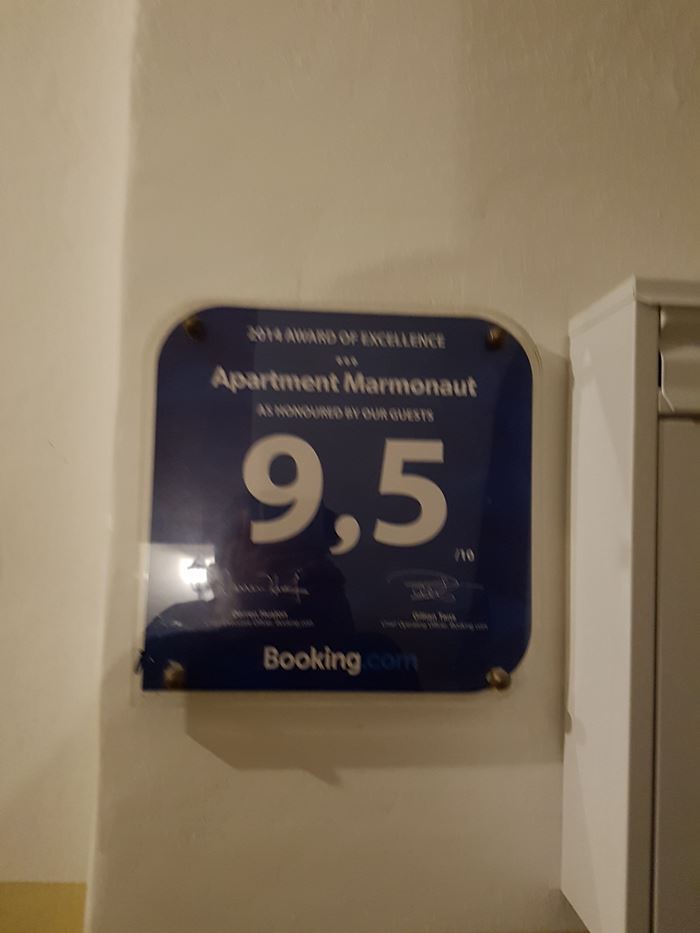 2014 AWARD OF EXCELLENCE
Apartment Marmonaut
AS HONOURED BY OUR GUESTS
9,5
/10
Booking.com